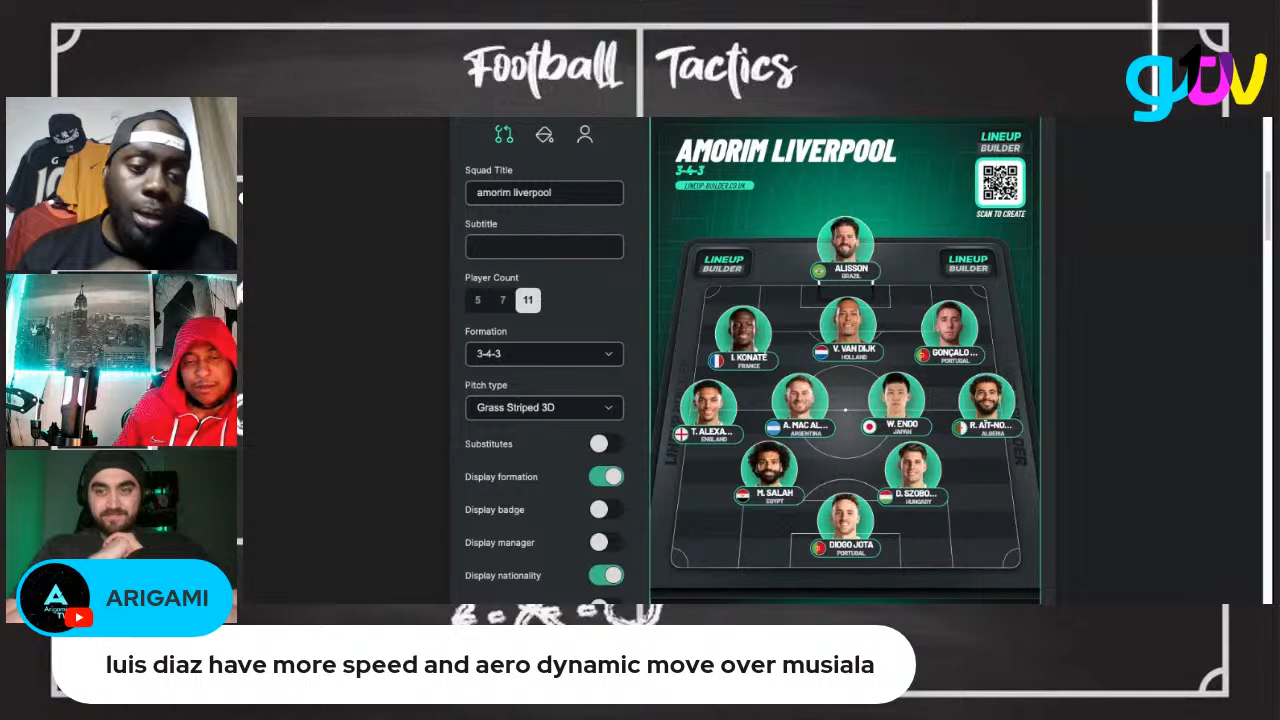 Football Tactics
g1tv
Squad Title
amorim liverpool
Subtitle
Player Count
5 7 11
Formation
3-4-3
Pitch type
Grass Striped 3D
Substitutes
Display formation
Display badge
Display manager
Display nationality
AMORIM LIVERPOOL
3-4-3
LINEUP-BUILDER.CO.UK
LINEUP
BUILDER
SCAN TO CREATE
LINEUP
BUILDER
LINEUP
BUILDER
ALISSON
BRAZIL
I. KONATÉ
FRANCE
V. VAN DIJK
HOLLAND
GONÇALO ...
PORTUGAL
T. ALEXA...
ENGLAND
A. MAC AL...
ARGENTINA
W. ENDO
JAPAN
R. AÏT-NO...
ALGERIA
M. SALAH
EGYPT
D. SZOBO...
HUNGARY
DIOGO JOTA
PORTUGAL
ARIGAMI
luis diaz have more speed and aero dynamic move over musiala